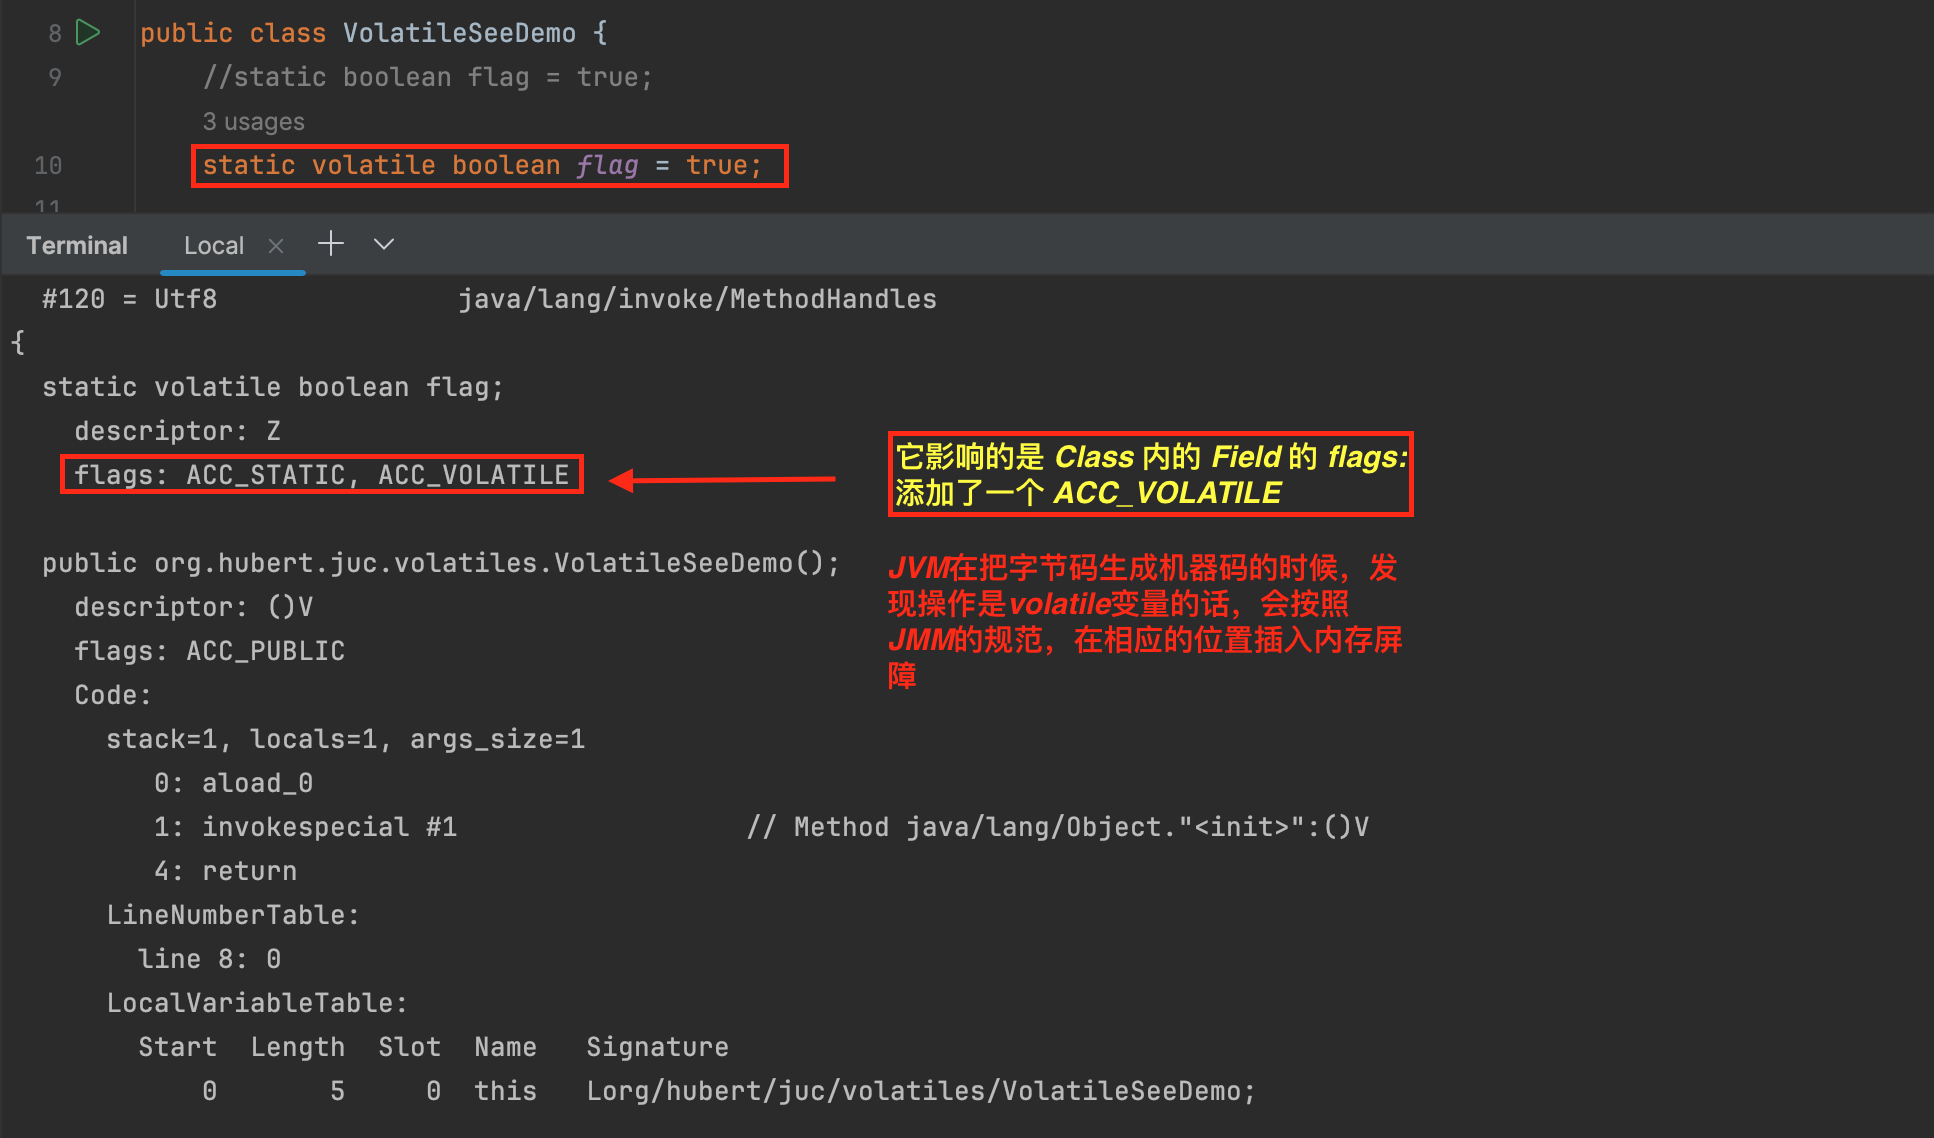 8 public class VolatileSeeDemo {
9 //static boolean flag = true;
3 usages
10 static volatile boolean flag = true;
11
Terminal Local × + ⌄
#120 = Utf8 java/lang/invoke/MethodHandles
{
static volatile boolean flag;
descriptor: Z
flags: ACC_STATIC, ACC_VOLATILE
它影响的是 Class 内的 Field 的 flags:
添加了一个 ACC_VOLATILE
public org.hubert.juc.volatiles.VolatileSeeDemo();
descriptor: ()V
flags: ACC_PUBLIC
JVM在把字节码生成机器码的时候，发
现操作是volatile变量的话，会按照
JMM的规范，在相应的位置插入内存屏
障
Code:
stack=1, locals=1, args_size=1
0: aload_0
1: invokespecial #1 // Method java/lang/Object."<init>":()V
4: return
LineNumberTable:
line 8: 0
LocalVariableTable:
Start Length Slot Name Signature
0 5 0 this Lorg/hubert/juc/volatiles/VolatileSeeDemo;